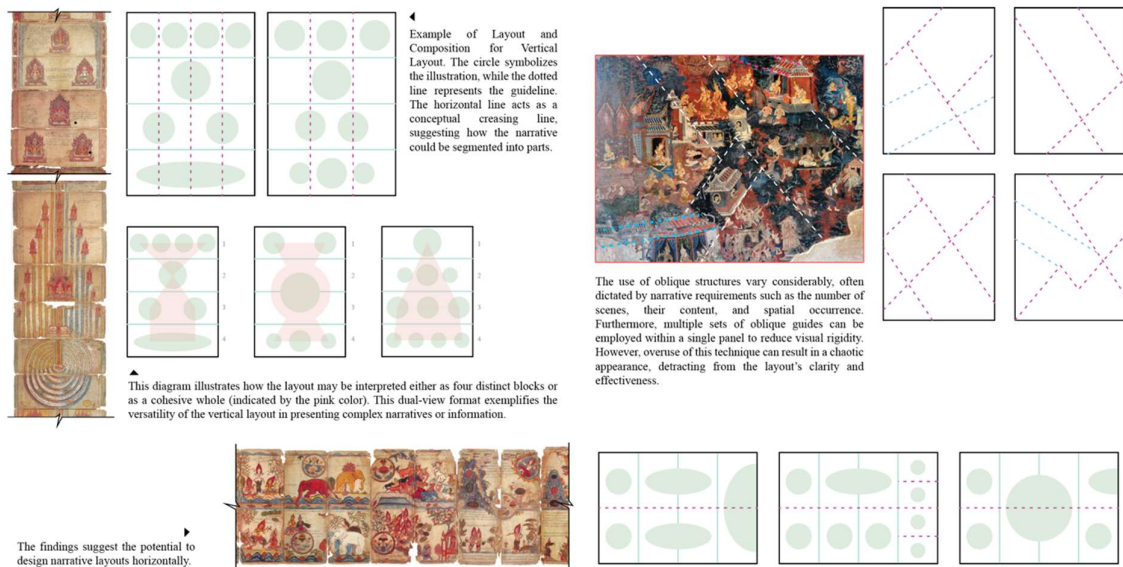 Example of Layout and
Composition for Vertical
Layout. The circle symbolizes
the illustration, while the dotted
line represents the guideline.
The horizontal line acts as a
conceptual creasing line,
suggesting how the narrative
could be segmented into parts.
1
2
3
4
1
2
3
4
1
2
3
4
This diagram illustrates how the layout may be interpreted either as four distinct blocks or
as a cohesive whole (indicated by the pink color). This dual-view format exemplifies the
versatility of the vertical layout in presenting complex narratives or information.
The use of oblique structures vary considerably, often
dictated by narrative requirements such as the number of
scenes, their content, and spatial occurrence.
Furthermore, multiple sets of oblique guides can be
employed within a single panel to reduce visual rigidity.
However, overuse of this technique can result in a chaotic
appearance, detracting from the layout's clarity and
effectiveness.
The findings suggest the potential to
design narrative layouts horizontally.